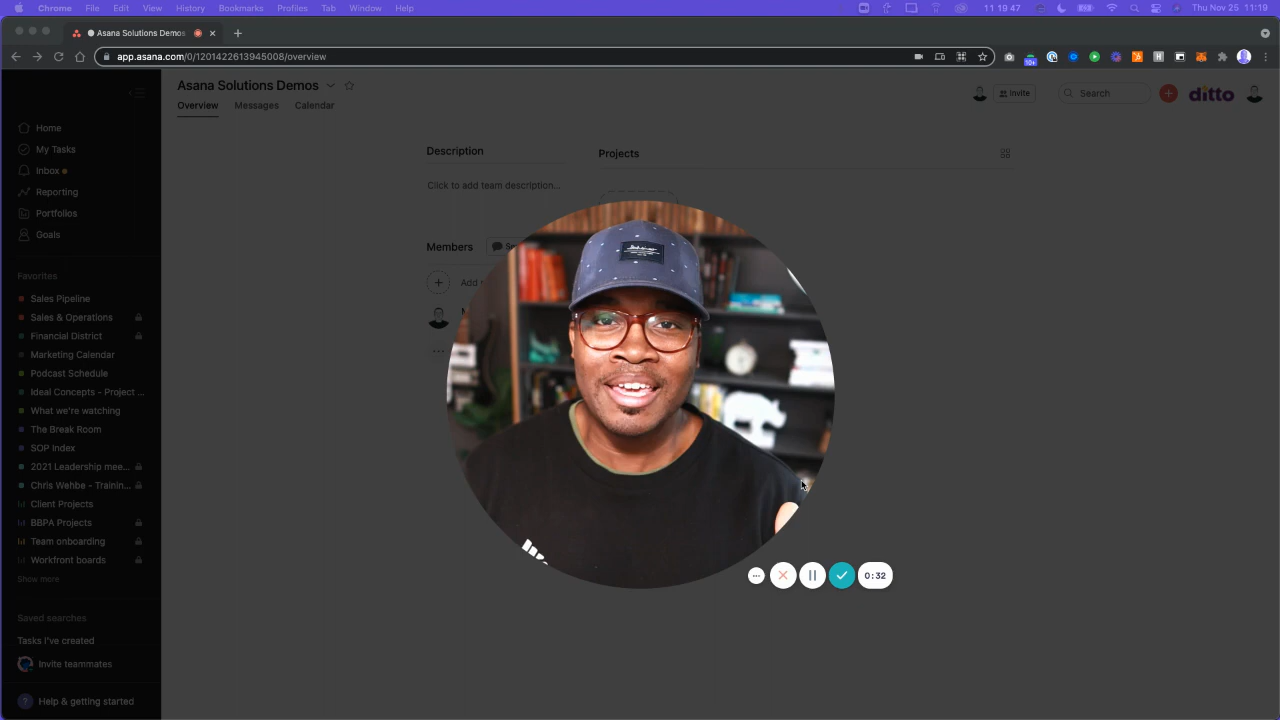 Chrome File Edit View History Bookmarks Profiles Tab Window Help 11 19 47 Thu Nov 25 11:19
Asana Solutions Demos
app.asana.com/0/1201422613945008/overview
10+
Asana Solutions Demos
Overview Messages Calendar
Invite
Search
ditto
Home
My Tasks
Inbox
Reporting
Portfolios
Goals
Favorites
Sales Pipeline
Sales & Operations
Financial District
Marketing Calendar
Podcast Schedule
Ideal Concepts - Project ...
What we're watching
The Break Room
SOP Index
2021 Leadership mee...
Chris Wehbe - Trainin...
Client Projects
BBPA Projects
Team onboarding
Workfront boards
Show more
Saved searches
Tasks I've created
Invite teammates
Help & getting started
Description
Click to add team description...
Projects
Members
Add
0:32